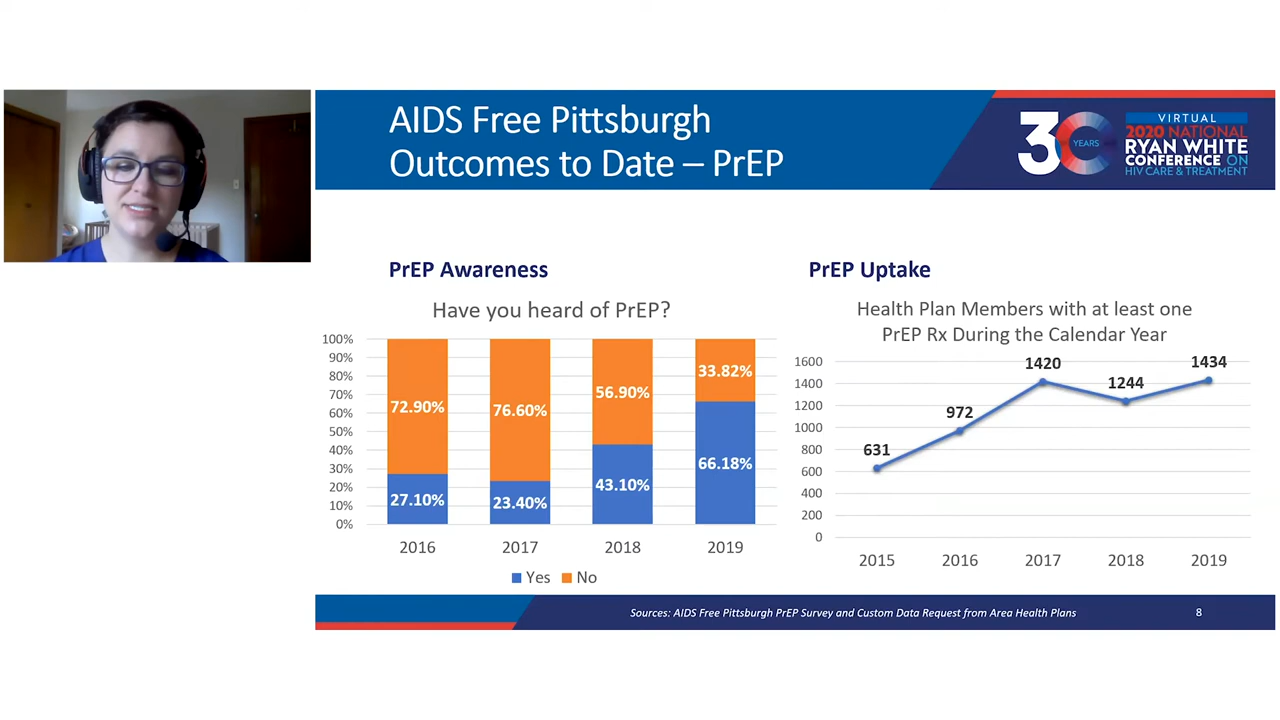 AIDS Free Pittsburgh
Outcomes to Date – PrEP
30
YEARS
VIRTUAL
2020 NATIONAL
RYAN WHITE
CONFERENCE ON
HIV CARE & TREATMENT
PrEP Awareness
Have you heard of PrEP?
100%
90%
80%
70%
60%
50%
40%
30%
20%
10%
0%
72.90%
76.60%
56.90%
33.82%
27.10%
23.40%
43.10%
66.18%
2016
2017
2018
2019
Yes
No
PrEP Uptake
Health Plan Members with at least one
PrEP Rx During the Calendar Year
1600
1400
1200
1000
800
600
400
200
0
631
972
1420
1244
1434
2015
2016
2017
2018
2019
Sources: AIDS Free Pittsburgh PrEP Survey and Custom Data Request from Area Health Plans
8